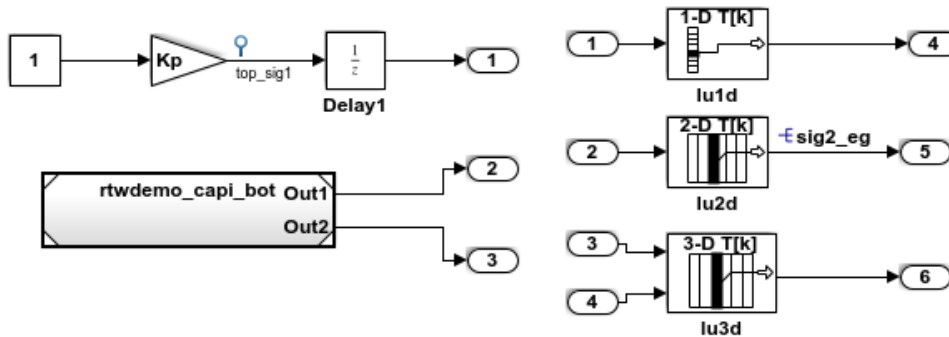 1
Kp
top_sig1
1
z
Delay1
1
rtwdemo_capi_bot
Out1
Out2
2
3
1
1-D T[k]
lu1d
4
2
2-D T[k]
lu2d
sig2_eg
5
3
4
3-D T[k]
lu3d
6